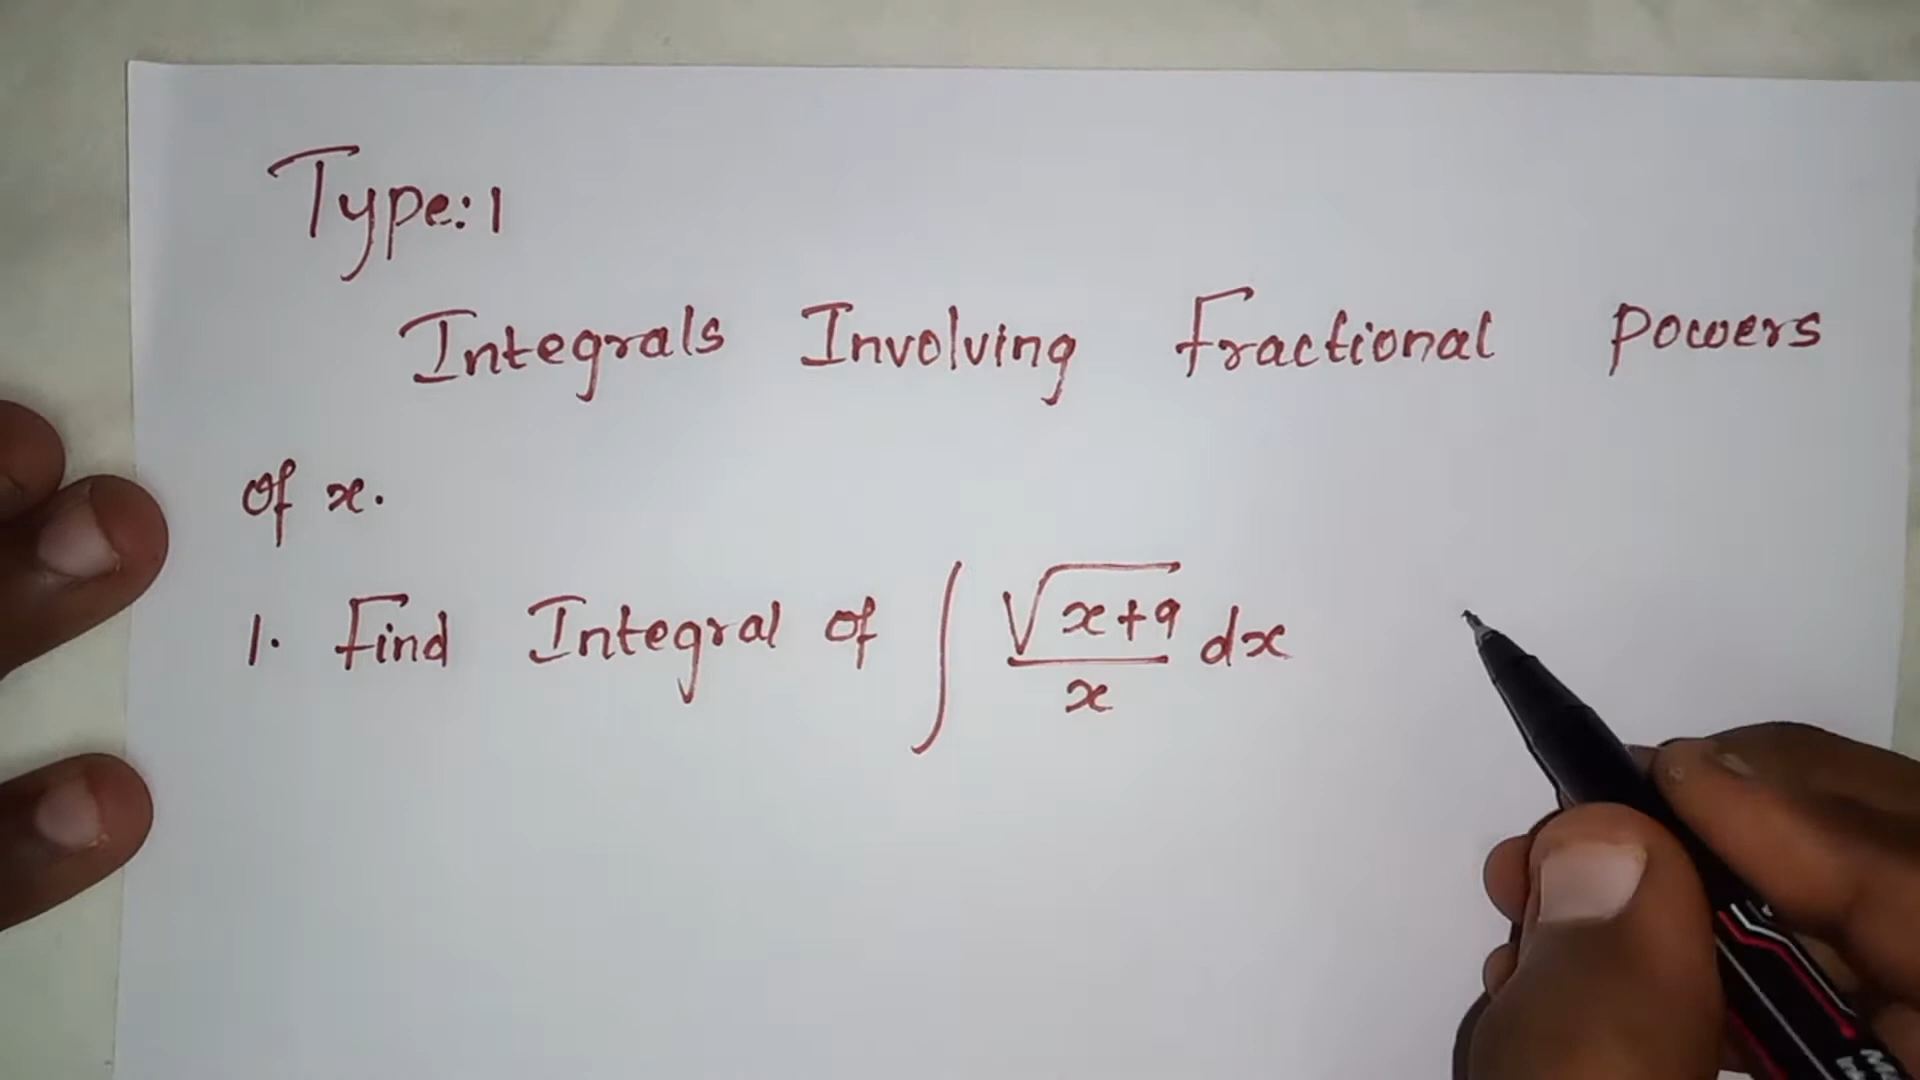 Type:1
Integrals Involving Fractional Powers
of x.
1. Find Integral of ∫ √(x+9)/x dx